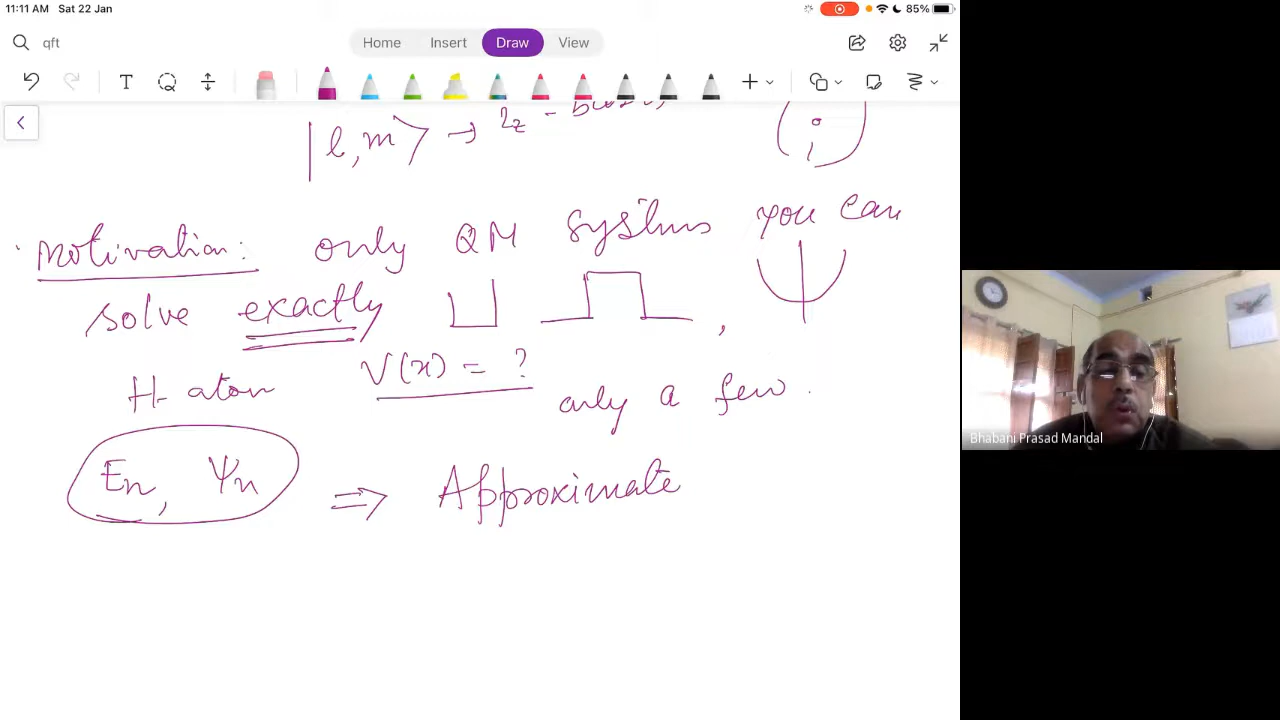 11:11 AM Sat 22 Jan
85%
qft
Home Insert Draw View
T
|l, m⟩ →
Motivation: only QM systems you can
solve exactly ,
V(x) = ?
H-atom only a few.
En, Ψn ⇒ Approximate
Bhabani Prasad Mandal